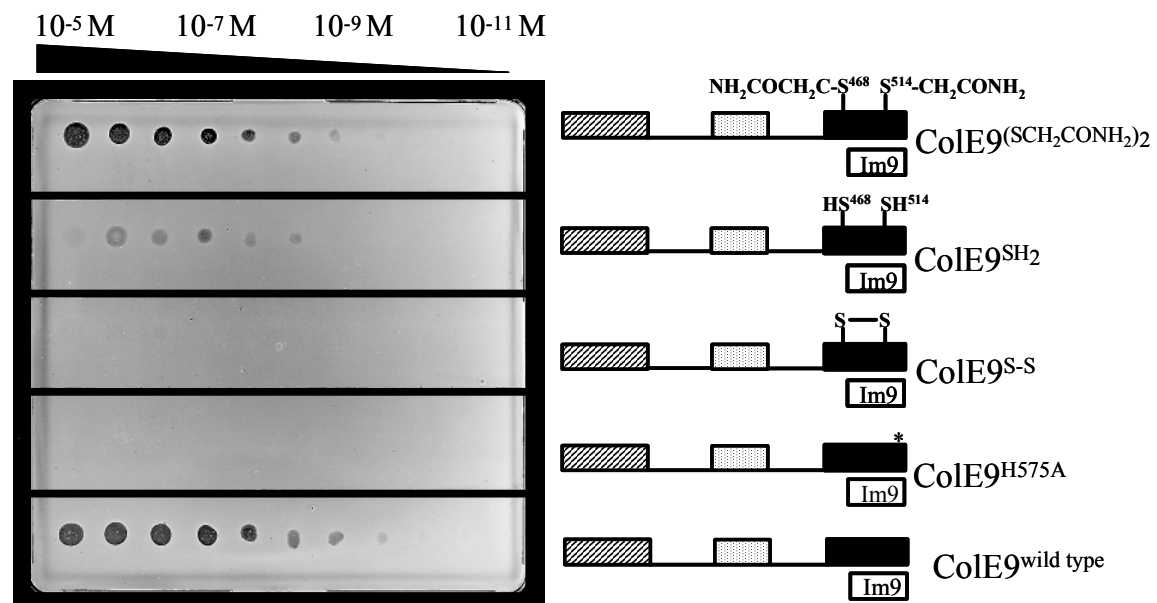 10⁻⁵ M 10⁻⁷ M 10⁻⁹ M 10⁻¹¹ M
NH₂COCH₂C-S⁴⁶⁸ S⁵¹⁴-CH₂CONH₂
ColE9(SCH₂CONH₂)₂
Im9
HS⁴⁶⁸ SH⁵¹⁴
ColE9SH₂
Im9
S S
ColE9S-S
Im9
*
ColE9H575A
Im9
ColE9wild type
Im9